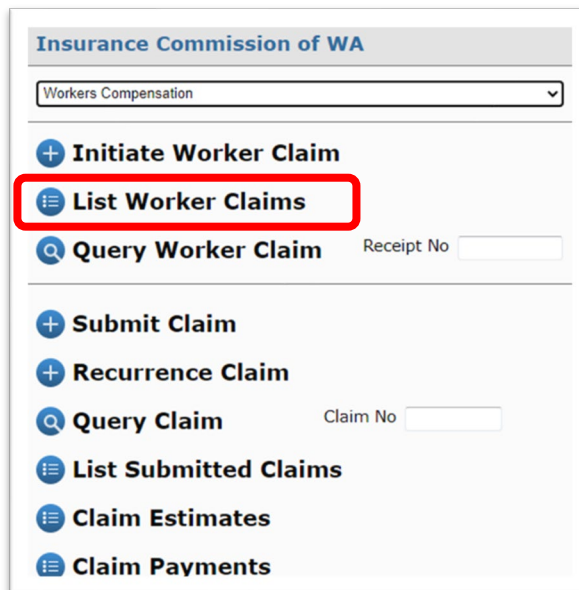 Insurance Commission of WA
Workers Compensation
Initiate Worker Claim
List Worker Claims
Query Worker Claim Receipt No
Submit Claim
Recurrence Claim
Query Claim Claim No
List Submitted Claims
Claim Estimates
Claim Payments